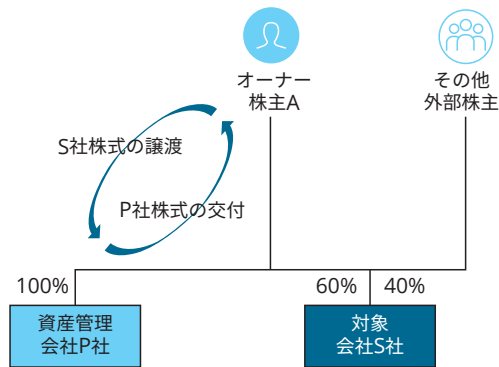 オーナー
株主A
その他
外部株主
S社株式の譲渡
P社株式の交付
100%
60%
40%
資産管理
会社P社
対象
会社S社